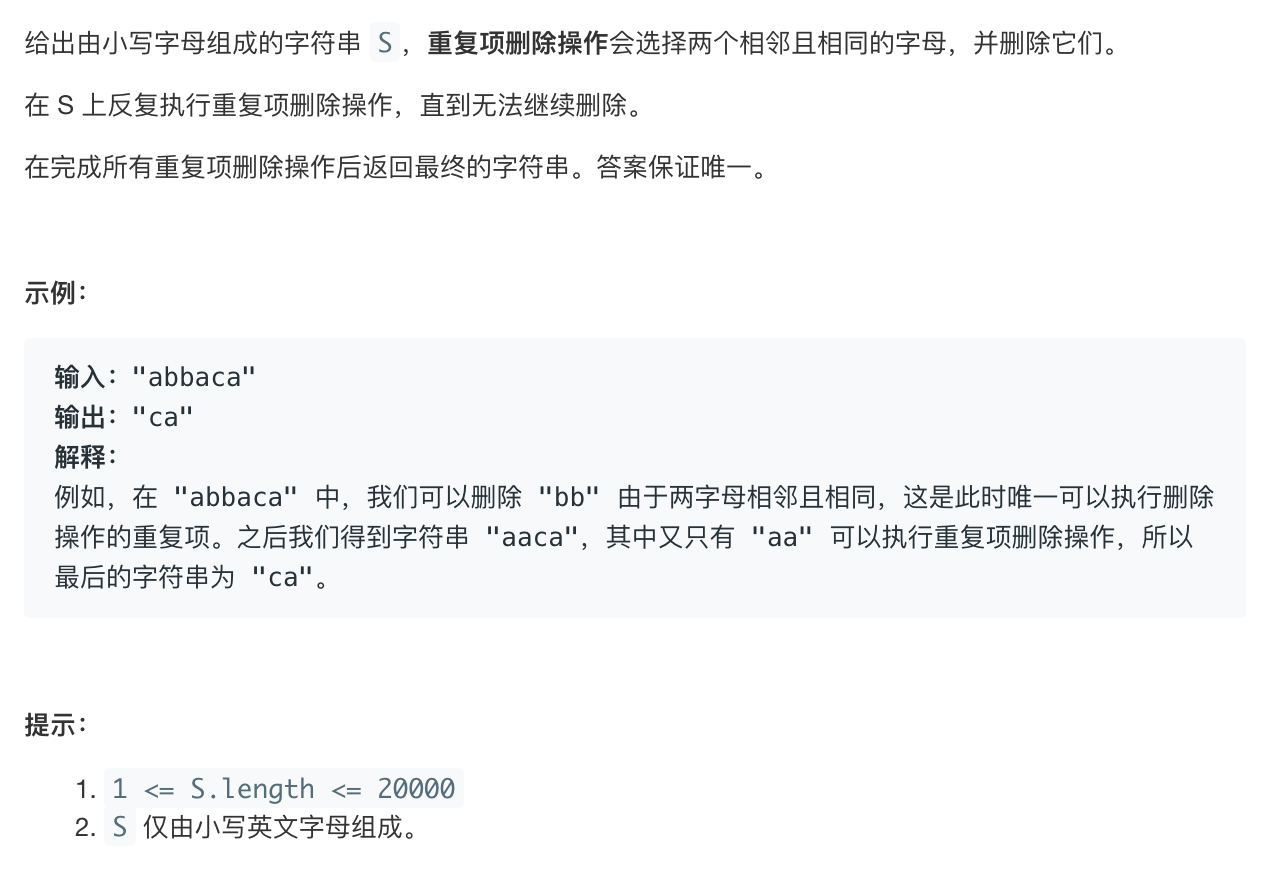 给出由小写字母组成的字符串 S，重复项删除操作会选择两个相邻且相同的字母，并删除它们。
在 S 上反复执行重复项删除操作，直到无法继续删除。
在完成所有重复项删除操作后返回最终的字符串。答案保证唯一。
示例：
输入："abbaca"
输出："ca"
解释：
例如，在 "abbaca" 中，我们可以删除 "bb" 由于两字母相邻且相同，这是此时唯一可以执行删除
操作的重复项。之后我们得到字符串 "aaca"，其中又只有 "aa" 可以执行重复项删除操作，所以
最后的字符串为 "ca"。
提示：
1. 1 <= S.length <= 20000
2. S 仅由小写英文字母组成。